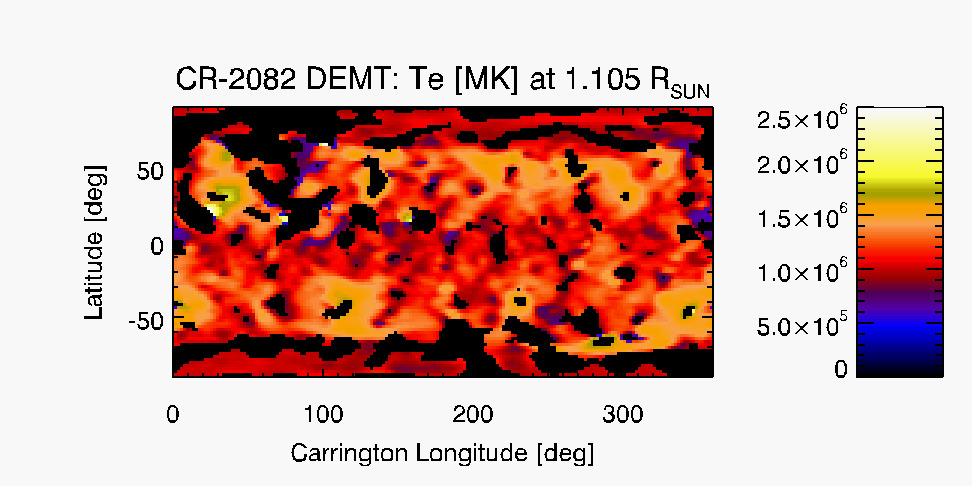 CR-2082 DEMT: Te [MK] at 1.105 R_SUN
Latitude [deg]
50
0
-50
0 100 200 300
Carrington Longitude [deg]
2.5×10⁶
2.0×10⁶
1.5×10⁶
1.0×10⁶
5.0×10⁵
0